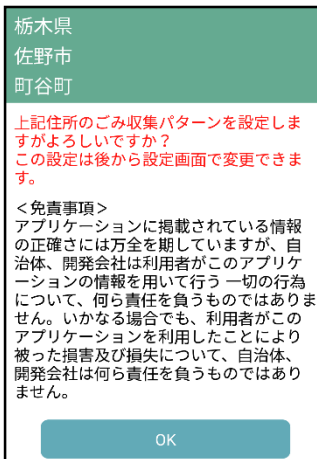 栃木県
佐野市
町谷町
上記住所のごみ収集パターンを設定しま
すがよろしいですか？
この設定は後から設定画面で変更できま
す。
＜免責事項＞
アプリケーションに掲載されている情報
の正確さには万全を期していますが、自
治体、開発会社は利用者がこのアプリケ
ーションの情報を用いて行う 一切の行為
について、何ら責任を負うものではありま
せん。いかなる場合でも、利用者がこの
アプリケーションを利用したことにより
被った損害及び損失について、自治体、
開発会社は何ら責任を負うものではあり
ません。
OK